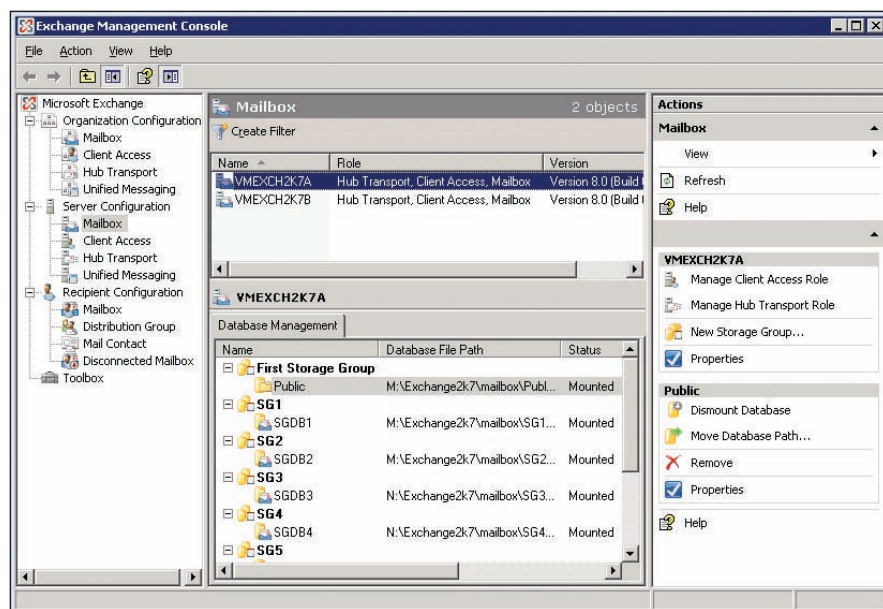 Exchange Management Console
File Action View Help
Microsoft Exchange
Organization Configuration
Mailbox
Client Access
Hub Transport
Unified Messaging
Server Configuration
Mailbox
Client Access
Hub Transport
Unified Messaging
Recipient Configuration
Mailbox
Distribution Group
Mail Contact
Disconnected Mailbox
Toolbox
Mailbox 2 objects
Create Filter
Name Role Version
VMEXCH2K7A Hub Transport, Client Access, Mailbox Version 8.0 (Build
VMEXCH2K7B Hub Transport, Client Access, Mailbox Version 8.0 (Build
VMEXCH2K7A
Database Management
Name Database File Path Status
First Storage Group
Public M:\Exchange2k7\mailbox\Publ... Mounted
SG1
SGDB1 M:\Exchange2k7\mailbox\SG1... Mounted
SG2
SGDB2 M:\Exchange2k7\mailbox\SG2... Mounted
SG3
SGDB3 N:\Exchange2k7\mailbox\SG3... Mounted
SG4
SGDB4 N:\Exchange2k7\mailbox\SG4... Mounted
SG5
Actions
Mailbox
View
Refresh
Help
VMEXCH2K7A
Manage Client Access Role
Manage Hub Transport Role
New Storage Group...
Properties
Public
Dismount Database
Move Database Path...
Remove
Properties
Help